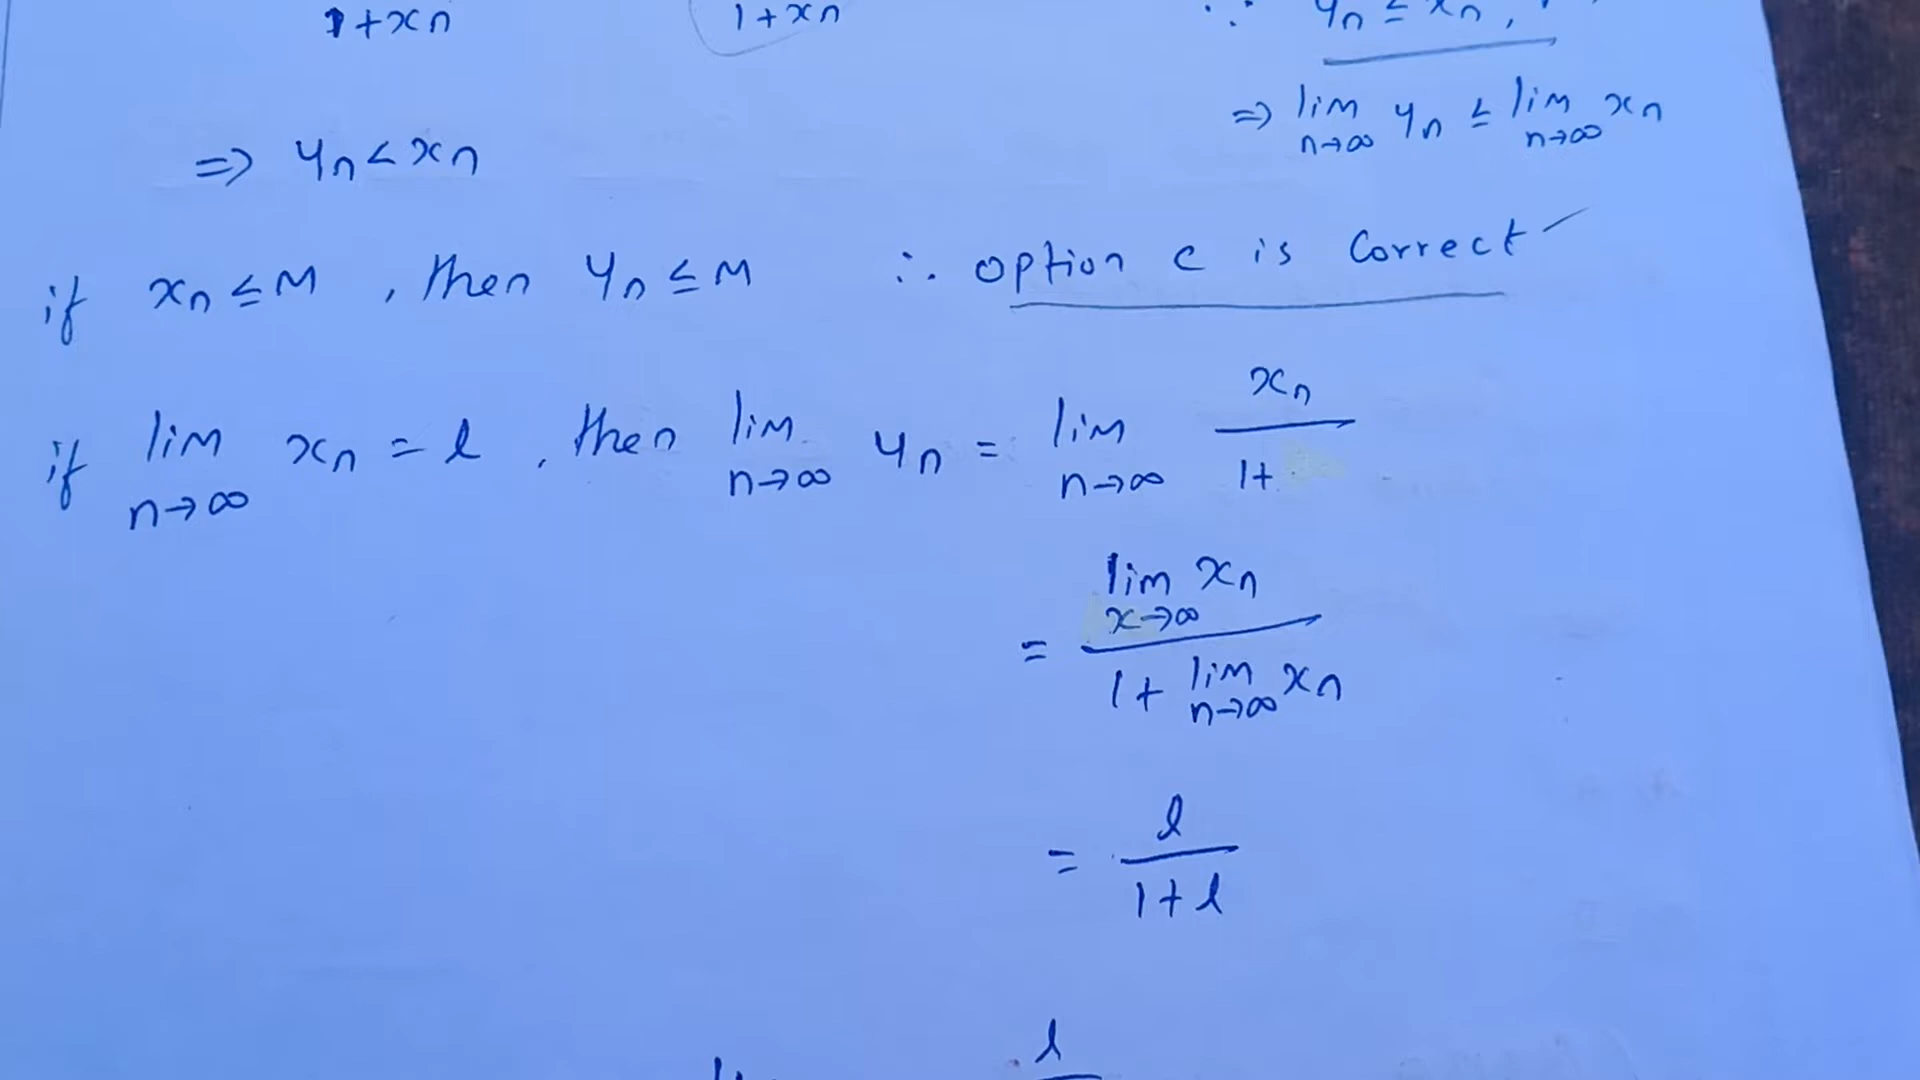 1+xn 1+xn ∵ yn ≤ xn,
⇒ lim n→∞ yn ≤ lim n→∞ xn
⇒ yn < xn
if xn ≤ M , then yn ≤ M ∴ option c is correct
if lim n→∞ xn = l , then lim n→∞ yn = lim n→∞ xn / 1+
= lim x→∞ xn / 1 + lim n→∞ xn
= l / 1+l
l